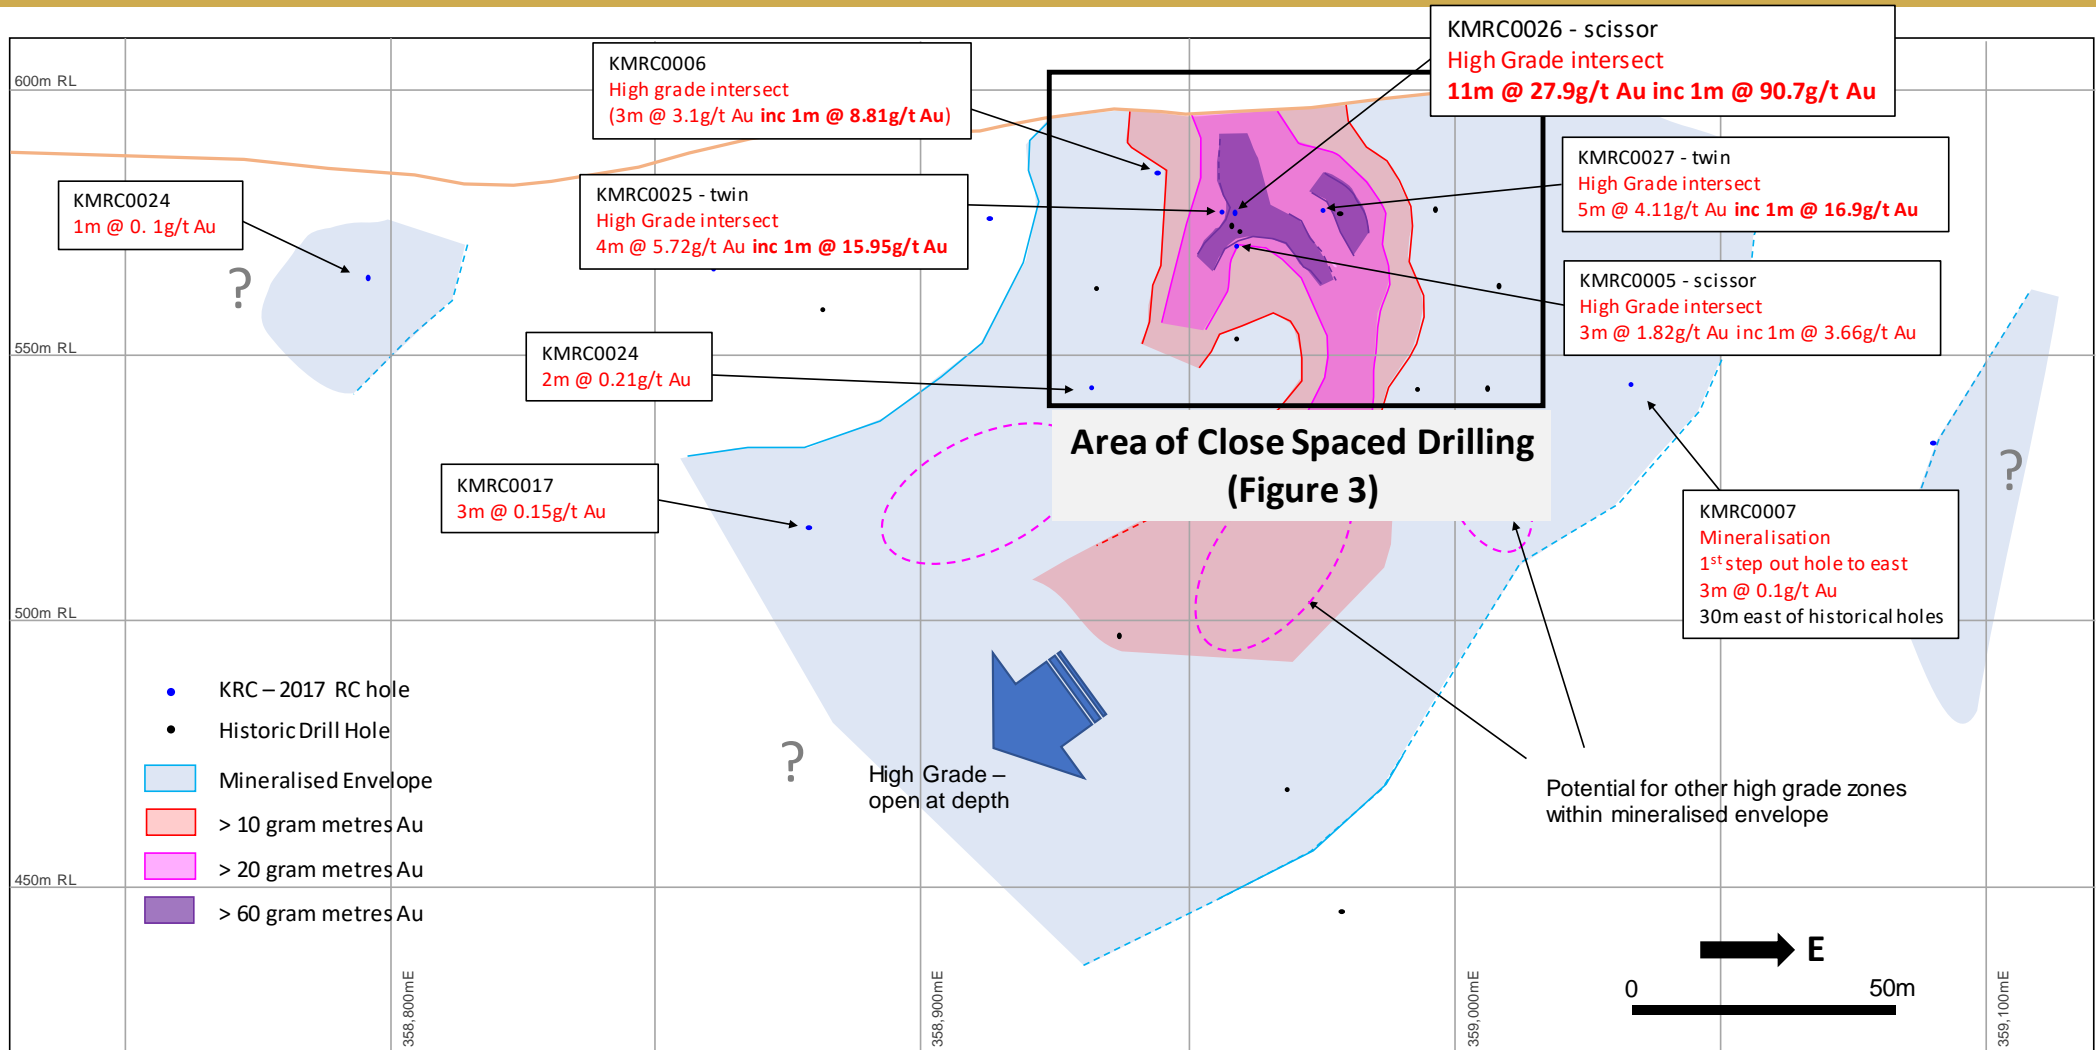 600m RL
550m RL
500m RL
450m RL
KMRC0006
High grade intersect
(3m @ 3.1g/t Au inc 1m @ 8.81g/t Au)
KMRC0026 - scissor
High Grade intersect
11m @ 27.9g/t Au inc 1m @ 90.7g/t Au
KMRC0024
1m @ 0. 1g/t Au
?
KMRC0025 - twin
High Grade intersect
4m @ 5.72g/t Au inc 1m @ 15.95g/t Au
KMRC0027 - twin
High Grade intersect
5m @ 4.11g/t Au inc 1m @ 16.9g/t Au
KMRC0005 - scissor
High Grade intersect
3m @ 1.82g/t Au inc 1m @ 3.66g/t Au
KMRC0024
2m @ 0.21g/t Au
Area of Close Spaced Drilling
(Figure 3)
KMRC0017
3m @ 0.15g/t Au
?
KMRC0007
Mineralisation
1st step out hole to east
3m @ 0.1g/t Au
30m east of historical holes
KRC – 2017 RC hole
Historic Drill Hole
Mineralised Envelope
> 10 gram metres Au
> 20 gram metres Au
> 60 gram metres Au
?
High Grade –
open at depth
Potential for other high grade zones
within mineralised envelope
E
0 50m
358,800mE
358,900mE
359,000mE
359,100mE